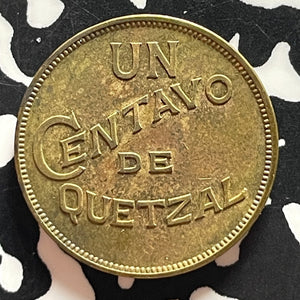 UN
CENTAVO
DE
QUETZAL